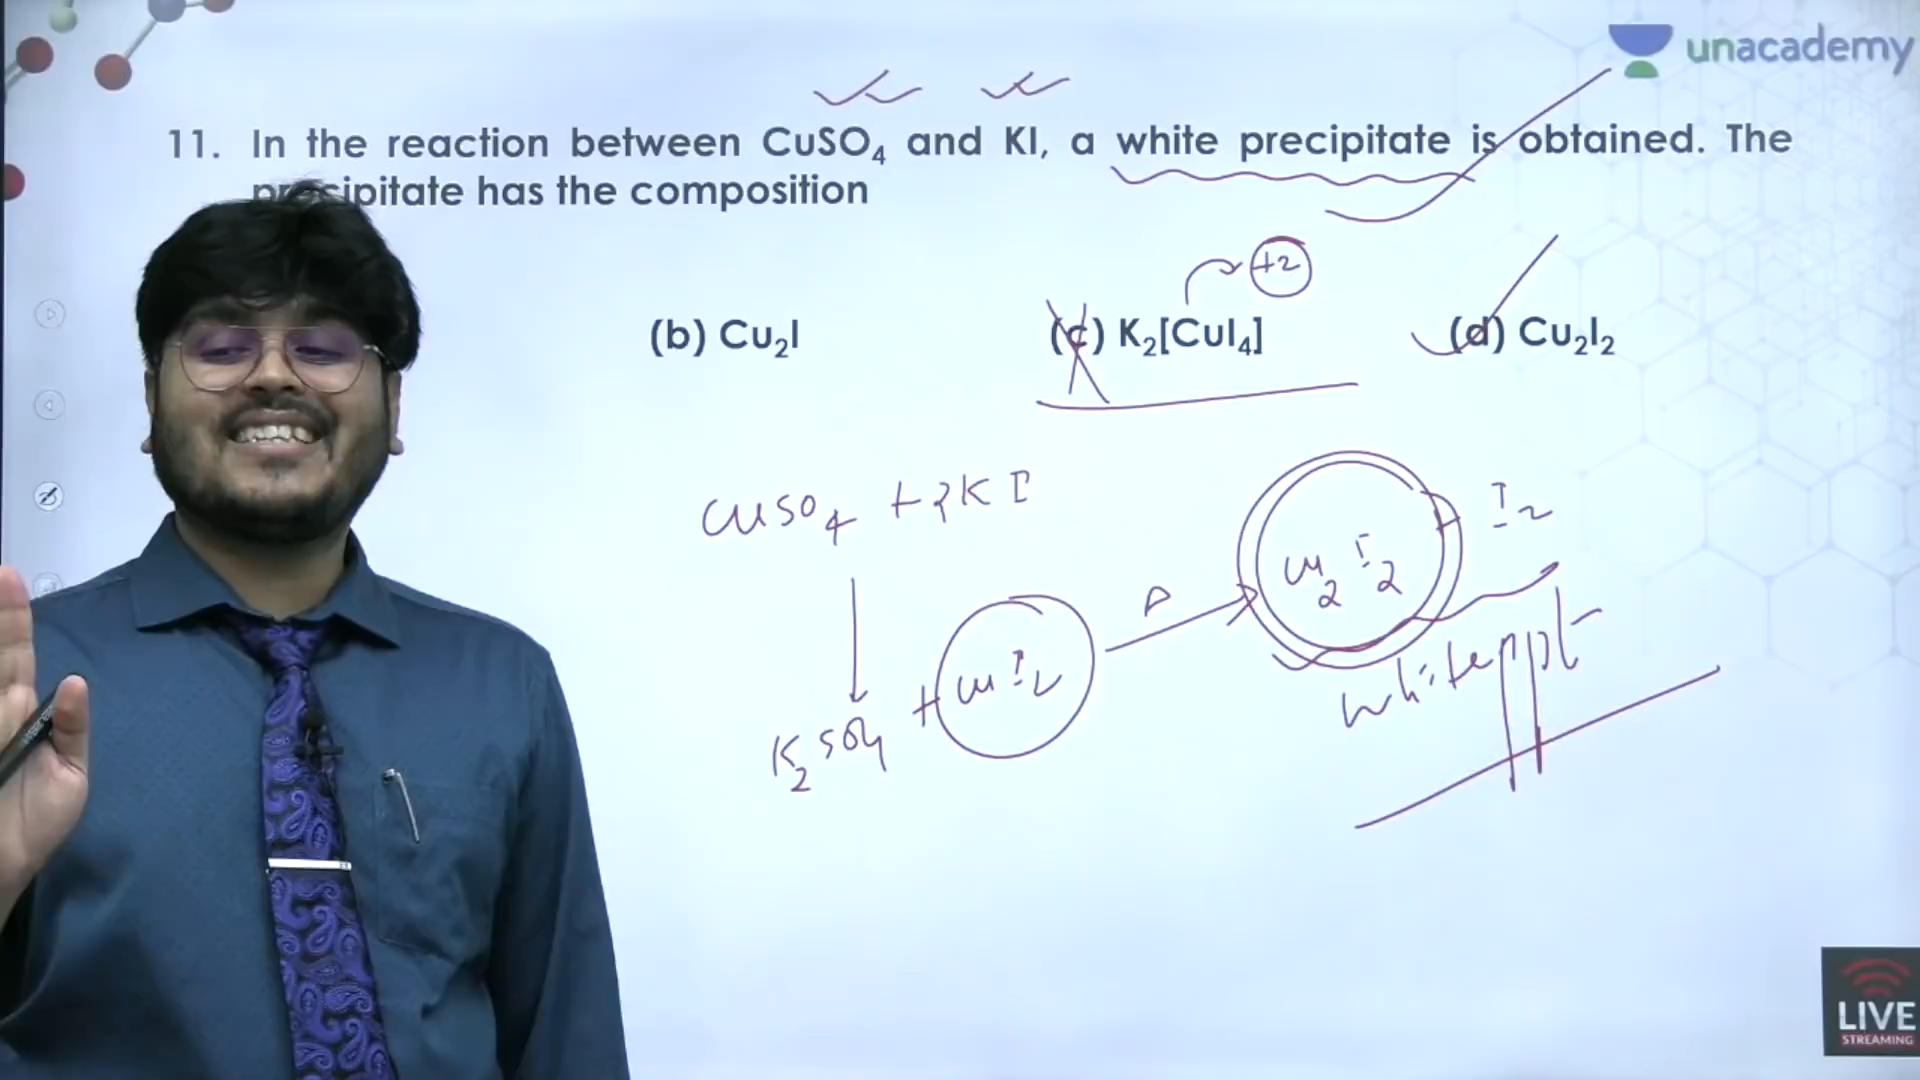 unacademy
11. In the reaction between CuSO₄ and KI, a white precipitate is obtained. The
precipitate has the composition
+2
(b) Cu₂I (c) K₂[CuI₄] (d) Cu₂I₂
CuSO₄ + 2KI
I₂
Cu₂I₂
Δ
CuI₂
white ppt
K₂SO₄ +
LIVE
STREAMING